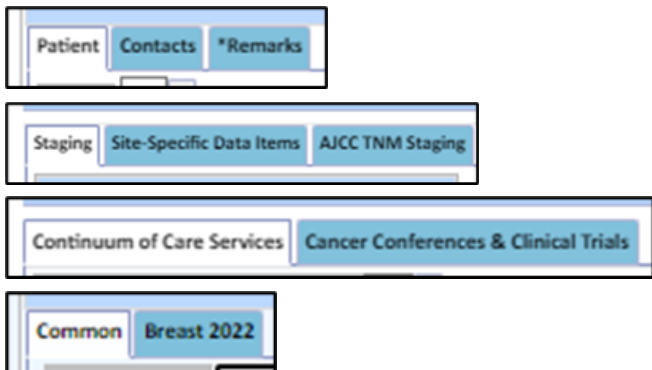 Patient Contacts *Remarks
Staging Site-Specific Data Items AJCC TNM Staging
Continuum of Care Services Cancer Conferences & Clinical Trials
Common Breast 2022